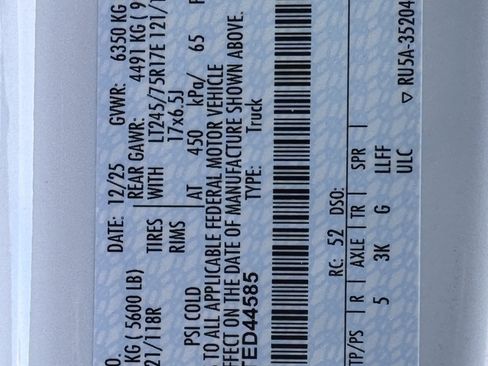 O. DATE: 12/25 GVWR: 6350 KG
KG ( 5600 LB) REAR GAWR: 4491 KG ( 9
21/118R TIRES WITH LT245/75R17E 121/1
RIMS 17x6.5J
PSI COLD AT 450 kPa/ 65
TO ALL APPLICABLE FEDERAL MOTOR VEHICLE
EFFECT ON THE DATE OF MANUFACTURE SHOWN ABOVE.
TED44585 TYPE: Truck
RC: 52 DSO:
TP/PS R AXLE TR SPR
5 3K G LLFF
ULC
▽ RU5A-35204